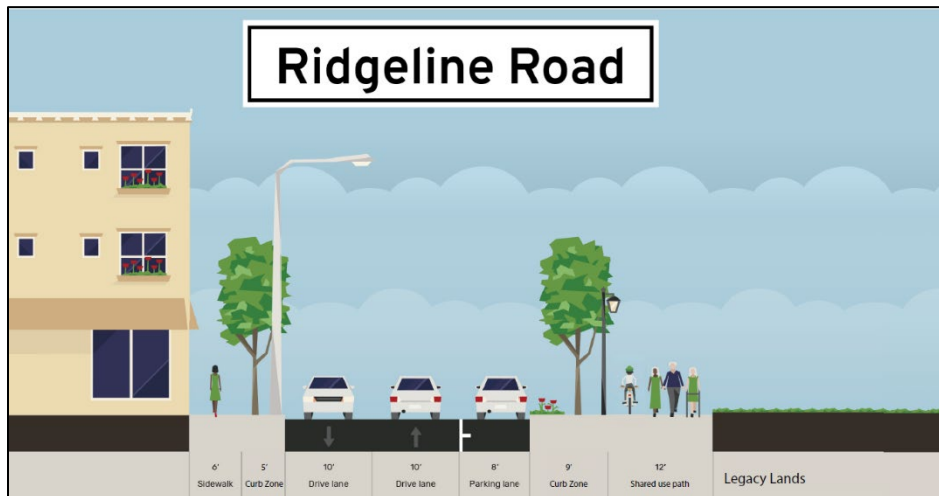 Ridgeline Road
6' 5' 10' 10' 8' 9' 12'
Sidewalk Curb Zone Drive lane Drive lane Parking lane Curb Zone Shared use path Legacy Lands